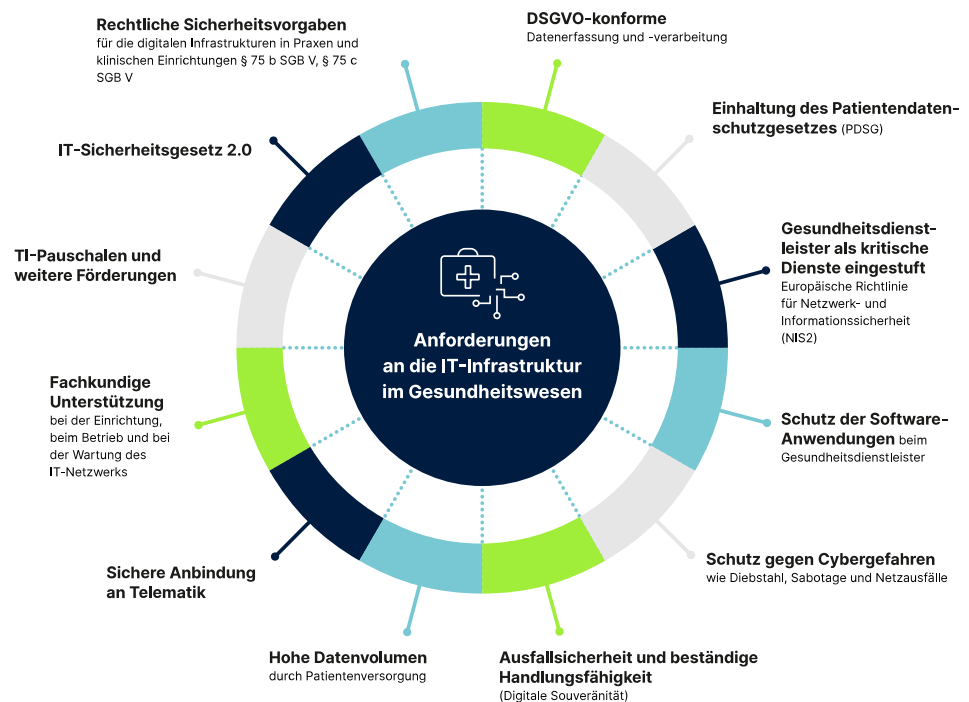 Rechtliche Sicherheitsvorgaben
für die digitalen Infrastrukturen in Praxen und
klinischen Einrichtungen § 75 b SGB V, § 75 c
SGB V
DSGVO-konforme
Datenerfassung und -verarbeitung
Einhaltung des Patientendaten-
schutzgesetzes (PDSG)
Gesundheitsdienst-
leister als kritische
Dienste eingestuft
Europäische Richtlinie
für Netzwerk- und
Informationssicherheit
(NIS2)
Schutz der Software-
Anwendungen beim
Gesundheitsdienstleister
Schutz gegen Cybergefahren
wie Diebstahl, Sabotage und Netzausfälle
Ausfallsicherheit und beständige
Handlungsfähigkeit
(Digitale Souveränität)
Hohe Datenvolumen
durch Patientenversorgung
Sichere Anbindung
an Telematik
Fachkundige
Unterstützung
bei der Einrichtung,
beim Betrieb und bei
der Wartung des
IT-Netzwerks
TI-Pauschalen und
weitere Förderungen
IT-Sicherheitsgesetz 2.0
Anforderungen
an die IT-Infrastruktur
im Gesundheitswesen